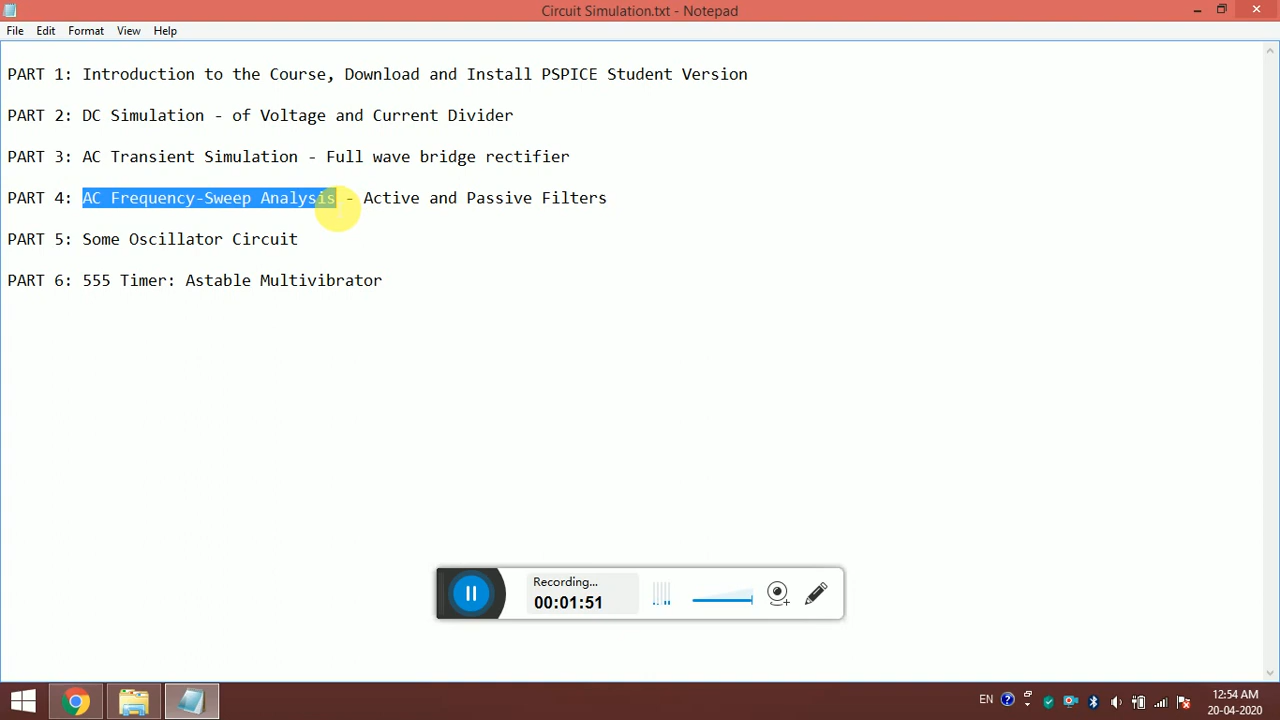 Circuit Simulation.txt - Notepad
File Edit Format View Help
PART 1: Introduction to the Course, Download and Install PSPICE Student Version
PART 2: DC Simulation - of Voltage and Current Divider
PART 3: AC Transient Simulation - Full wave bridge rectifier
PART 4: AC Frequency-Sweep Analysis - Active and Passive Filters
PART 5: Some Oscillator Circuit
PART 6: 555 Timer: Astable Multivibrator
Recording...
00:01:51
EN
12:54 AM
20-04-2020